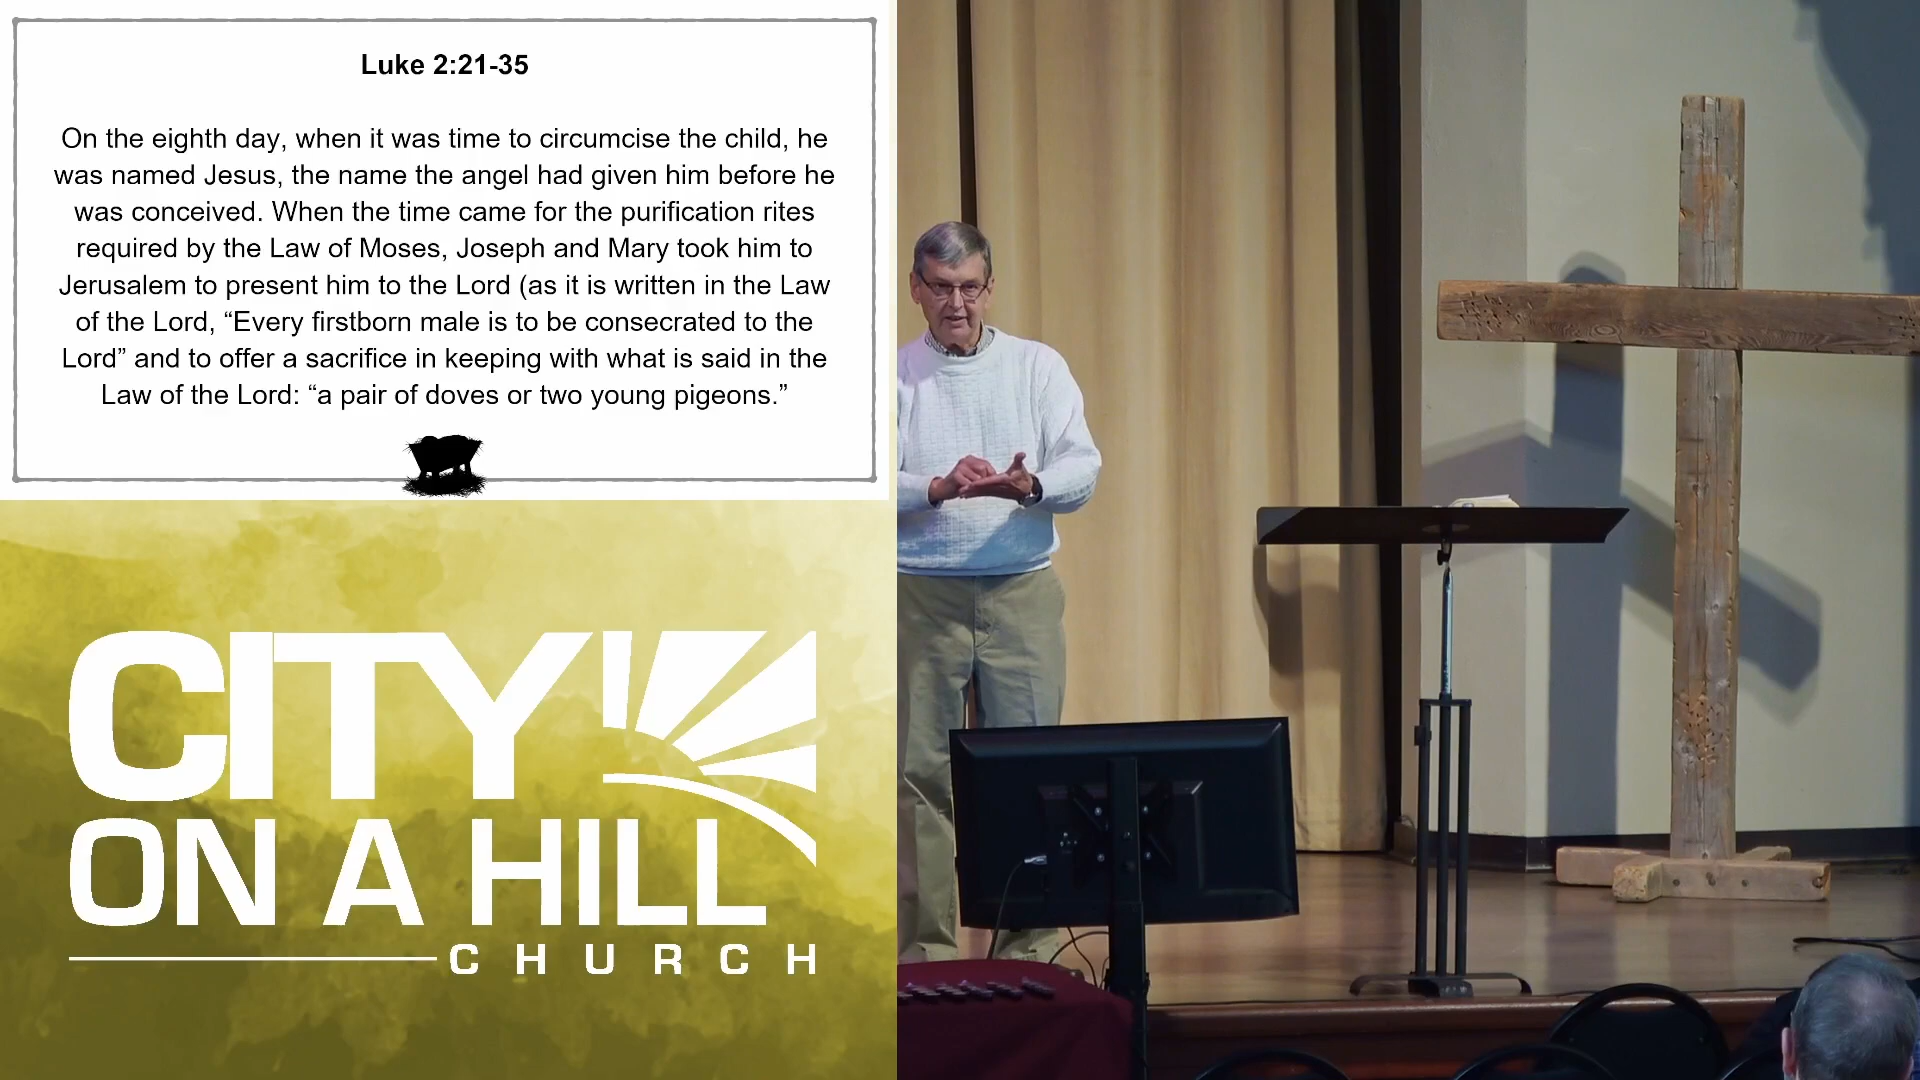 Luke 2:21-35
On the eighth day, when it was time to circumcise the child, he
was named Jesus, the name the angel had given him before he
was conceived. When the time came for the purification rites
required by the Law of Moses, Joseph and Mary took him to
Jerusalem to present him to the Lord (as it is written in the Law
of the Lord, “Every firstborn male is to be consecrated to the
Lord” and to offer a sacrifice in keeping with what is said in the
Law of the Lord: “a pair of doves or two young pigeons.”
CITY
ON A HILL
CHURCH